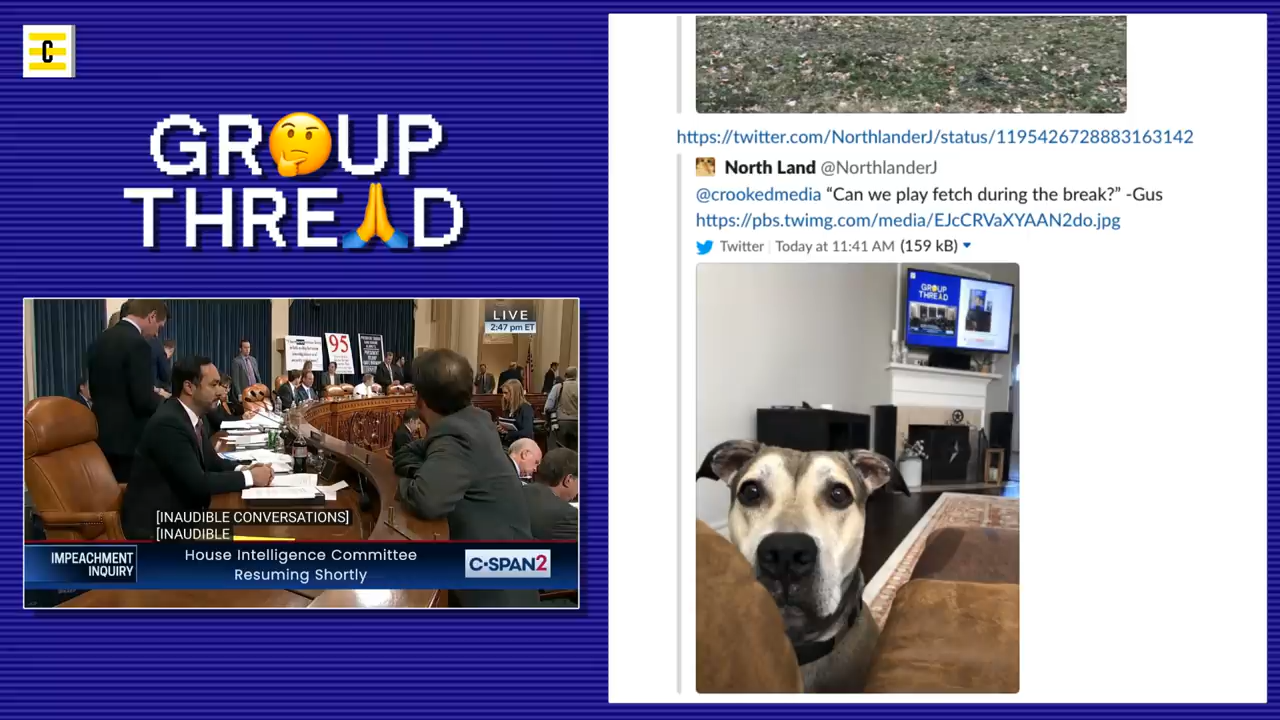 C
GR🤔UP
THRE🙏D
LIVE
2:47 pm ET
95
[INAUDIBLE CONVERSATIONS]
[INAUDIBLE
IMPEACHMENT
INQUIRY
House Intelligence Committee
Resuming Shortly
C-SPAN2
https://twitter.com/NorthlanderJ/status/1195426728883163142
North Land @NorthlanderJ
@crookedmedia “Can we play fetch during the break?” -Gus
https://pbs.twimg.com/media/EJcCRVaXYAAN2do.jpg
Twitter Today at 11:41 AM (159 kB)
GROUP
THREAD